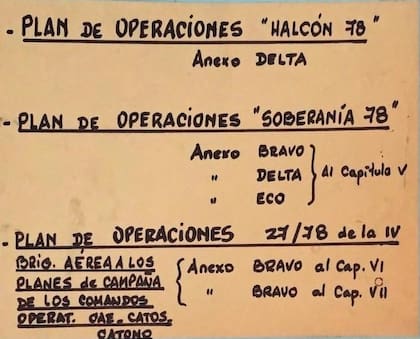 - PLAN DE OPERACIONES "HALCÓN 78"
Anexo DELTA
- PLAN DE OPERACIONES "SOBERANÍA 78"
Anexo BRAVO
" DELTA } Al Capítulo V
" ECO
- PLAN DE OPERACIONES 27/78 de la IV
BRIG. AÉREA A LOS
PLANES de CAMPAÑA { Anexo BRAVO al Cap. VI
DE LOS COMANDOS " BRAVO al Cap. VII
OPERAT. OAE_CATOS.
CATONO